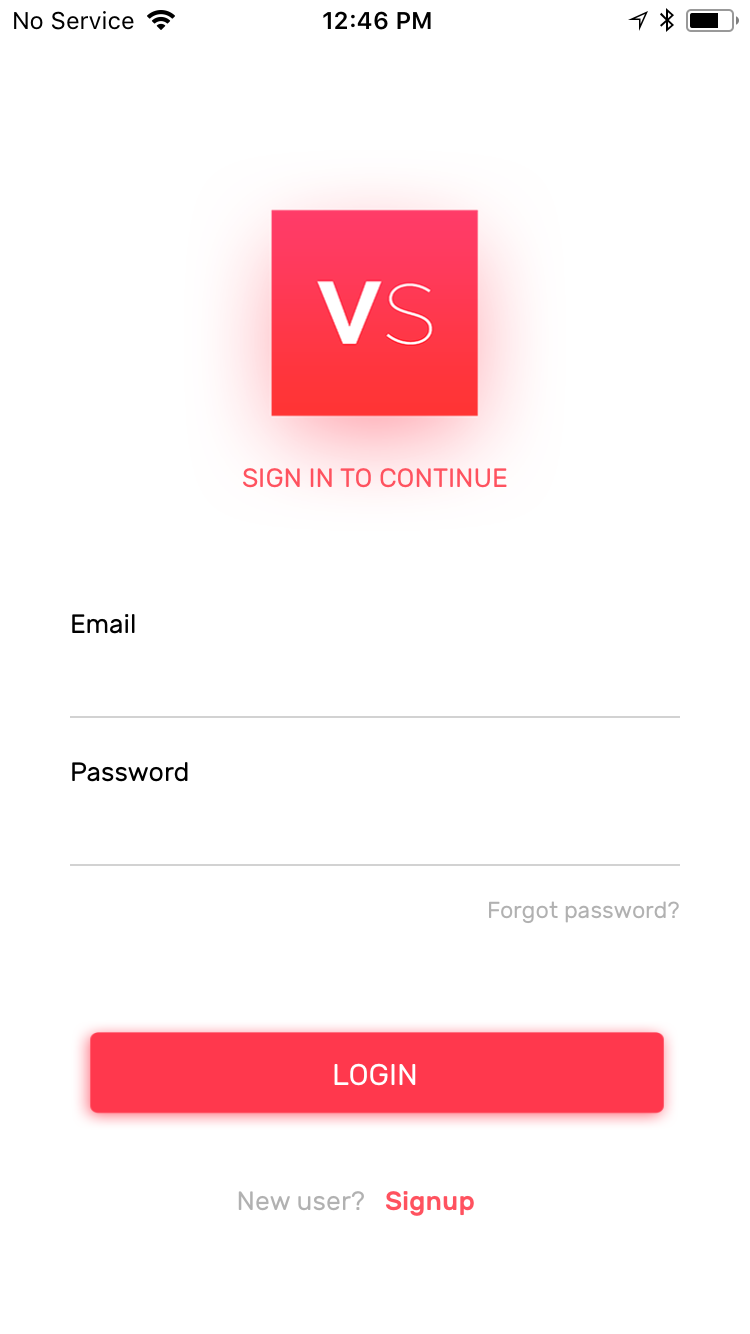 No Service 12:46 PM
VS
SIGN IN TO CONTINUE
Email
Password
Forgot password?
LOGIN
New user? Signup